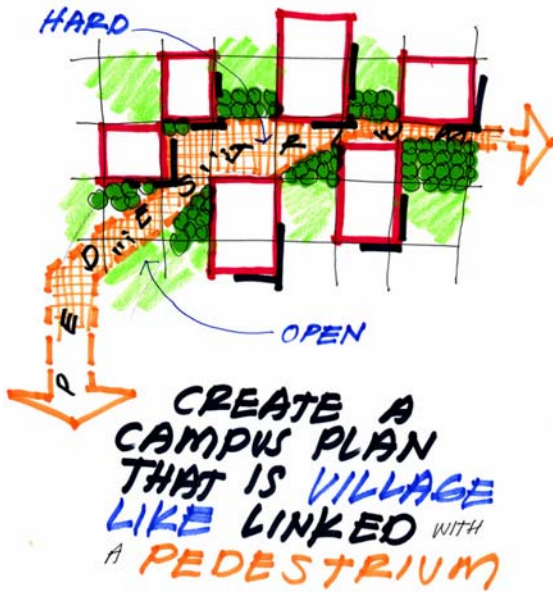 HARD
OPEN
CREATE A
CAMPUS PLAN
THAT IS VILLAGE
LIKE LINKED WITH
A PEDESTRIUM